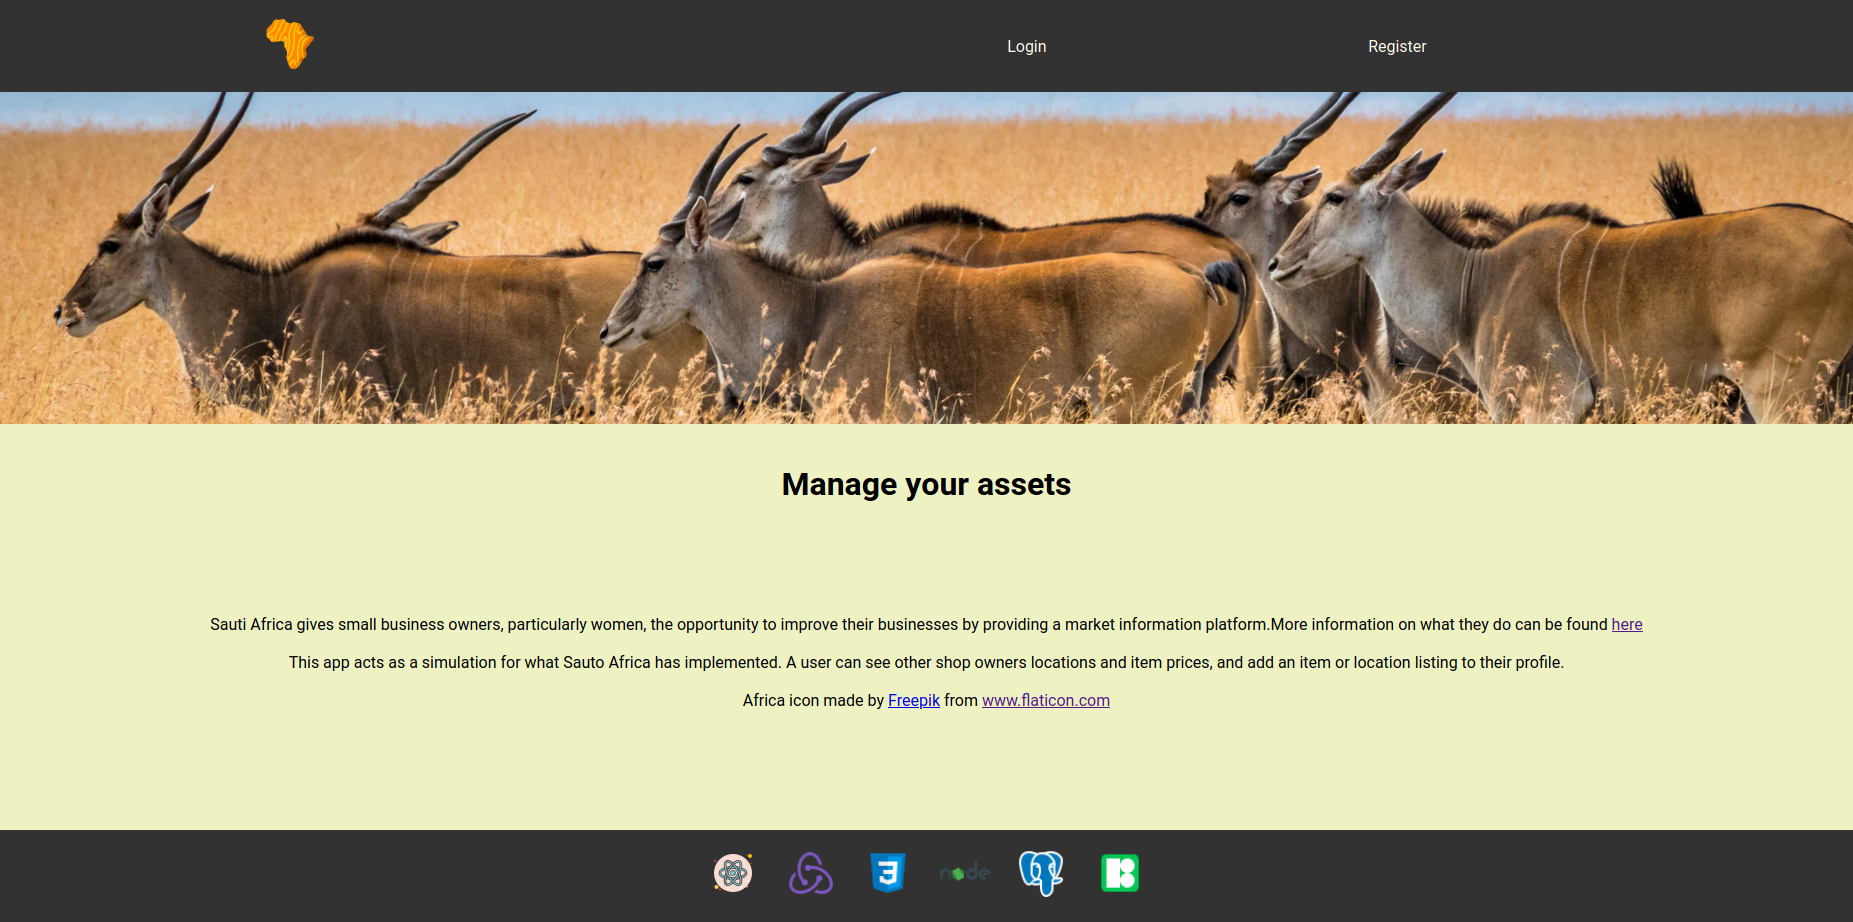 Login
Register
Manage your assets
Sauti Africa gives small business owners, particularly women, the opportunity to improve their businesses by providing a market information platform.More information on what they do can be found here
This app acts as a simulation for what Sauto Africa has implemented. A user can see other shop owners locations and item prices, and add an item or location listing to their profile.
Africa icon made by Freepik from www.flaticon.com
3 node